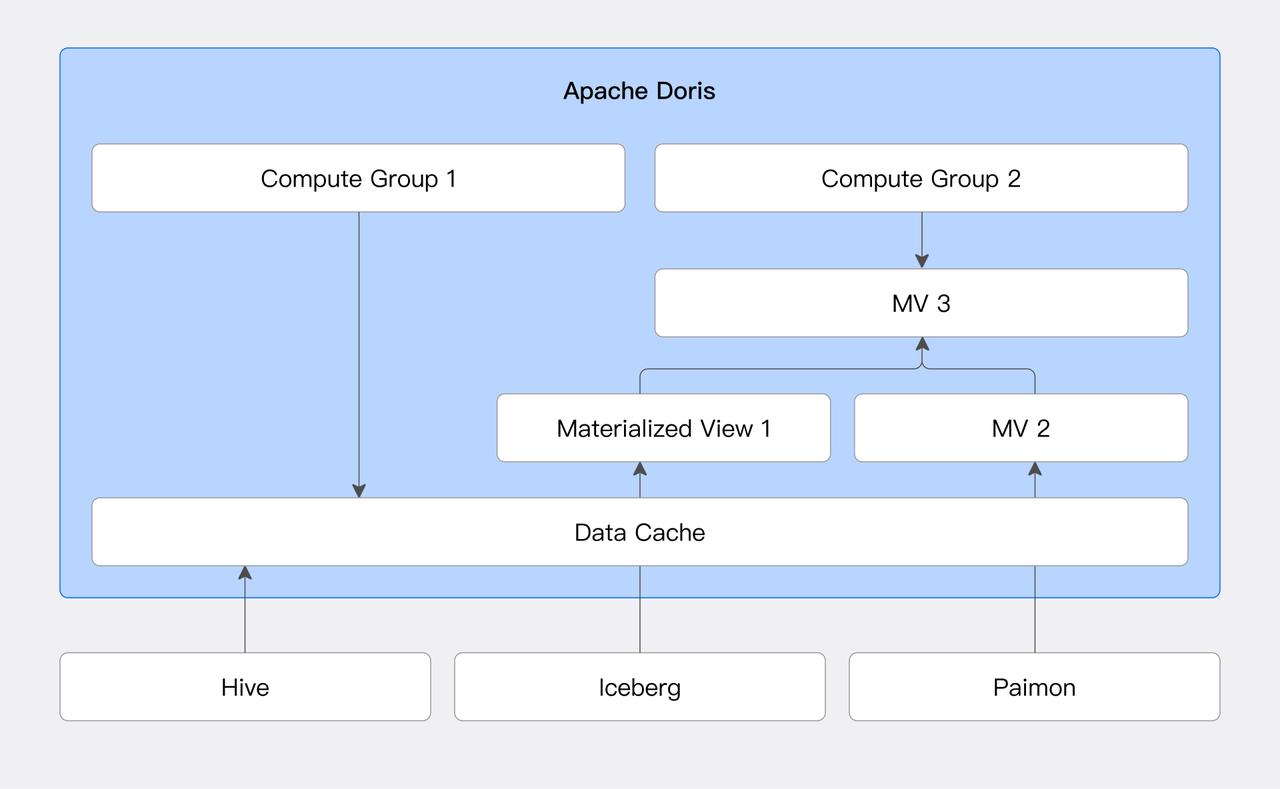 Apache Doris
Compute Group 1
Compute Group 2
MV 3
Materialized View 1
MV 2
Data Cache
Hive
Iceberg
Paimon